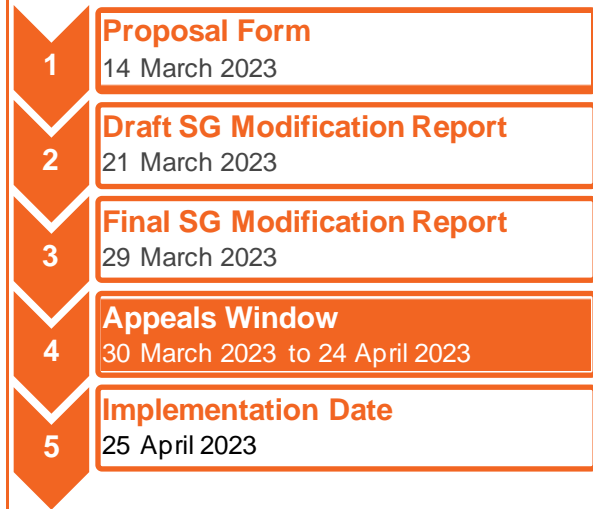 1
Proposal Form
14 March 2023
2
Draft SG Modification Report
21 March 2023
3
Final SG Modification Report
29 March 2023
4
Appeals Window
30 March 2023 to 24 April 2023
5
Implementation Date
25 April 2023